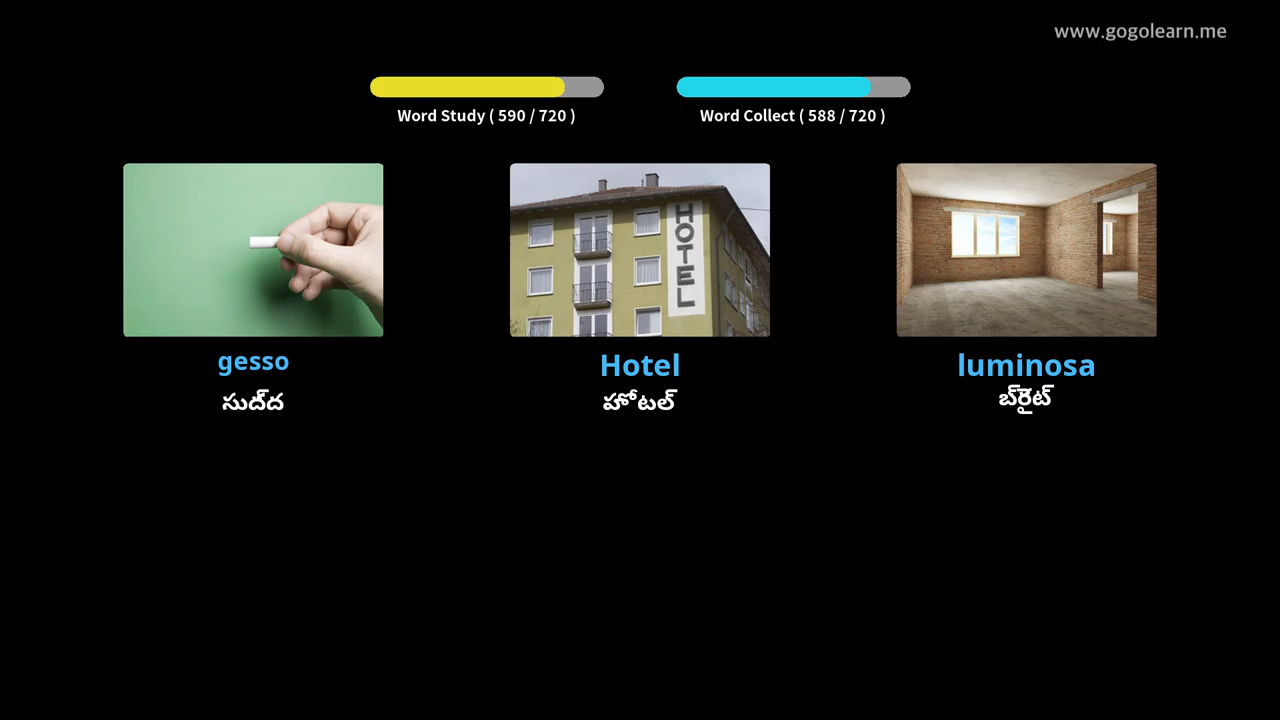 www.gogolearn.me
Word Study ( 590 / 720 )
Word Collect ( 588 / 720 )
HOTEL
gesso
Hotel
luminosa
సుద్ద
హోటల్
బ్రైట్